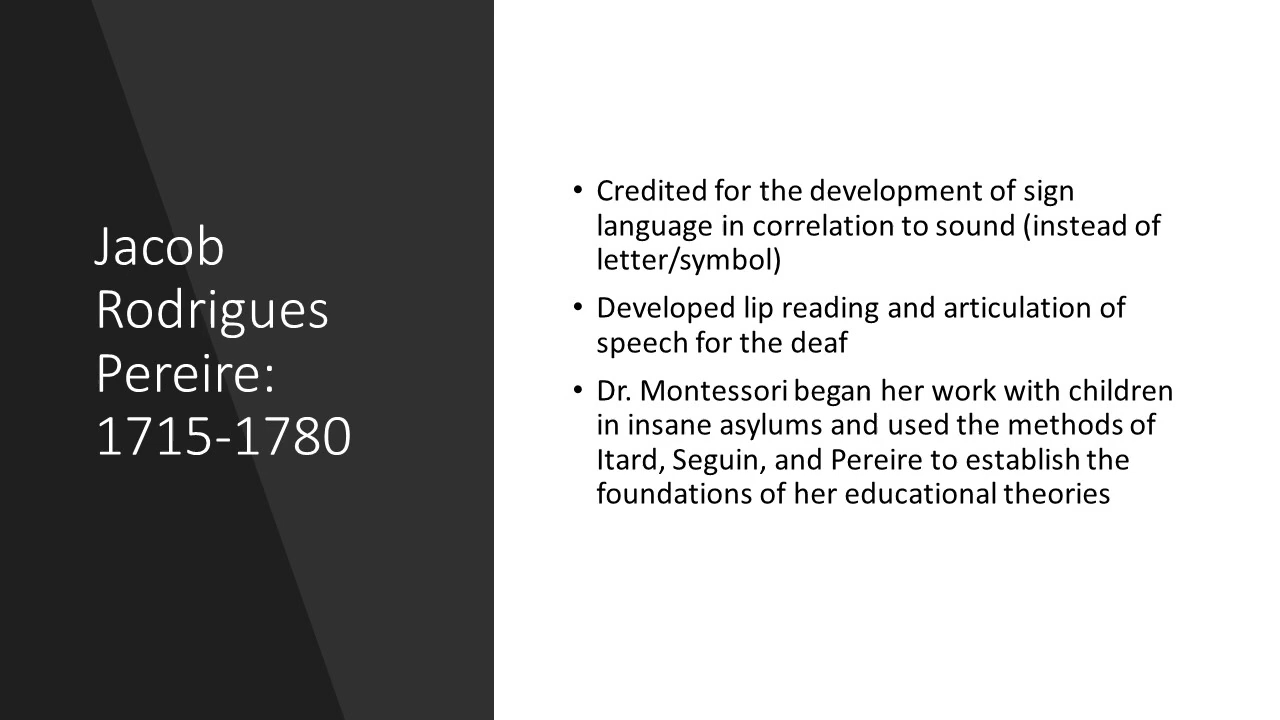 Jacob
Rodrigues
Pereire:
1715-1780
• Credited for the development of sign
language in correlation to sound (instead of
letter/symbol)
• Developed lip reading and articulation of
speech for the deaf
• Dr. Montessori began her work with children
in insane asylums and used the methods of
Itard, Seguin, and Pereire to establish the
foundations of her educational theories